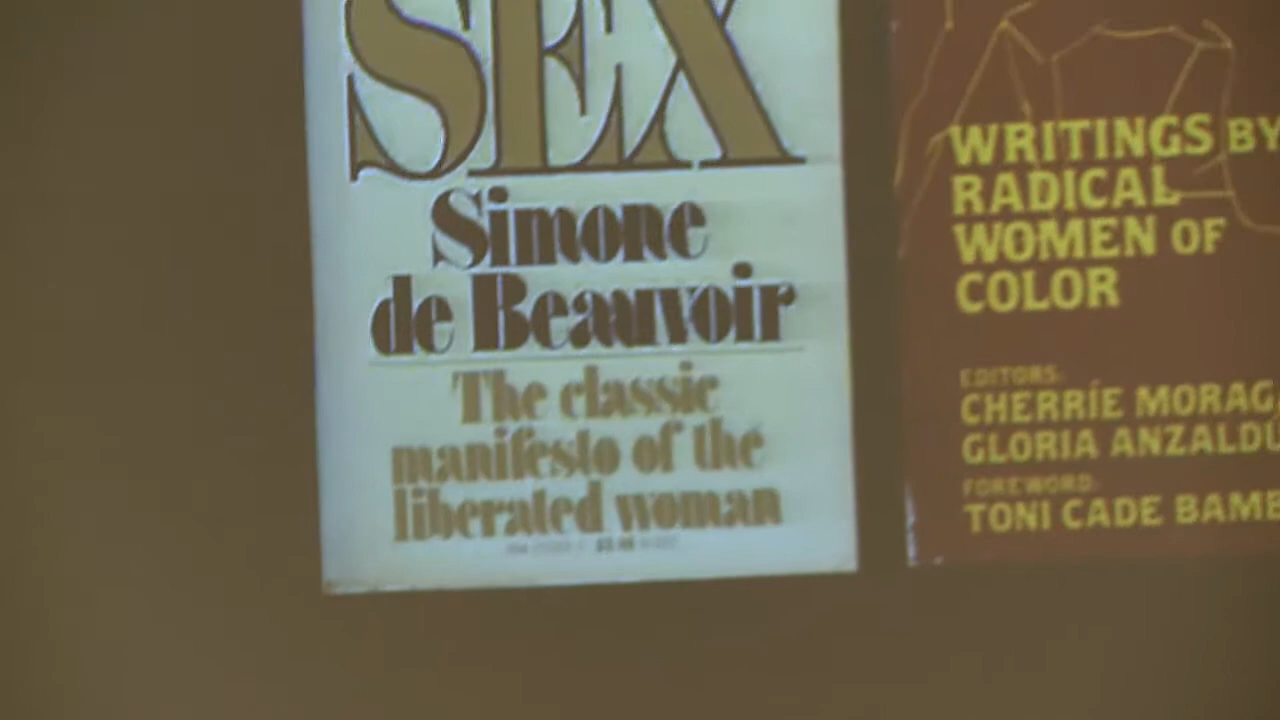 SEX
Simone
de Beauvoir
The classic
manifesto of the
liberated woman
WRITINGS BY
RADICAL
WOMEN OF
COLOR
EDITORS:
CHERRÍE MORAG
GLORIA ANZALDÚ
FOREWORD:
TONI CADE BAMB